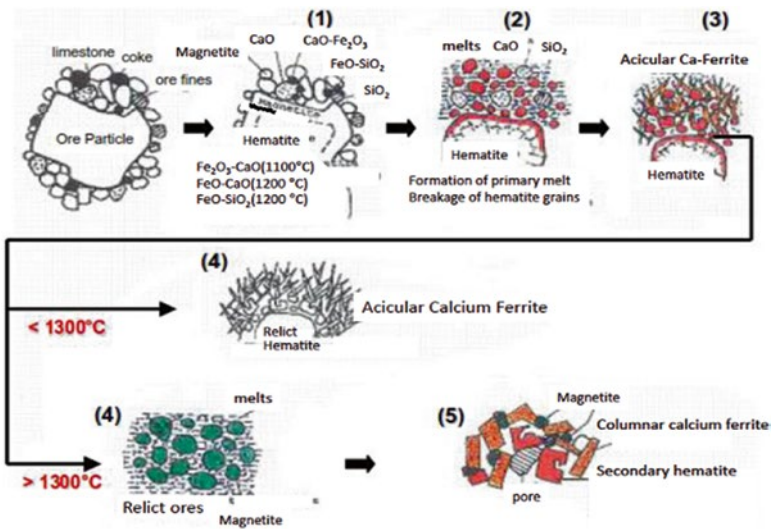 (1)
(2)
(3)
limestone
coke
ore fines
Ore Particle
Magnetite
CaO
CaO-Fe₂O₃
FeO-SiO₂
SiO₂
MAGNETITE
Hematite
Fe₂O₃-CaO(1100°C)
FeO-CaO(1200 °C)
FeO-SiO₂(1200 °C)
melts CaO SiO₂
Hematite
Formation of primary melt
Breakage of hematite grains
Acicular Ca-Ferrite
Hematite
(4)
< 1300°C
Relict
Hematite
Acicular Calcium Ferrite
(4)
melts
> 1300°C
Relict ores
Magnetite
(5)
Magnetite
Columnar calcium ferrite
Secondary hematite
pore